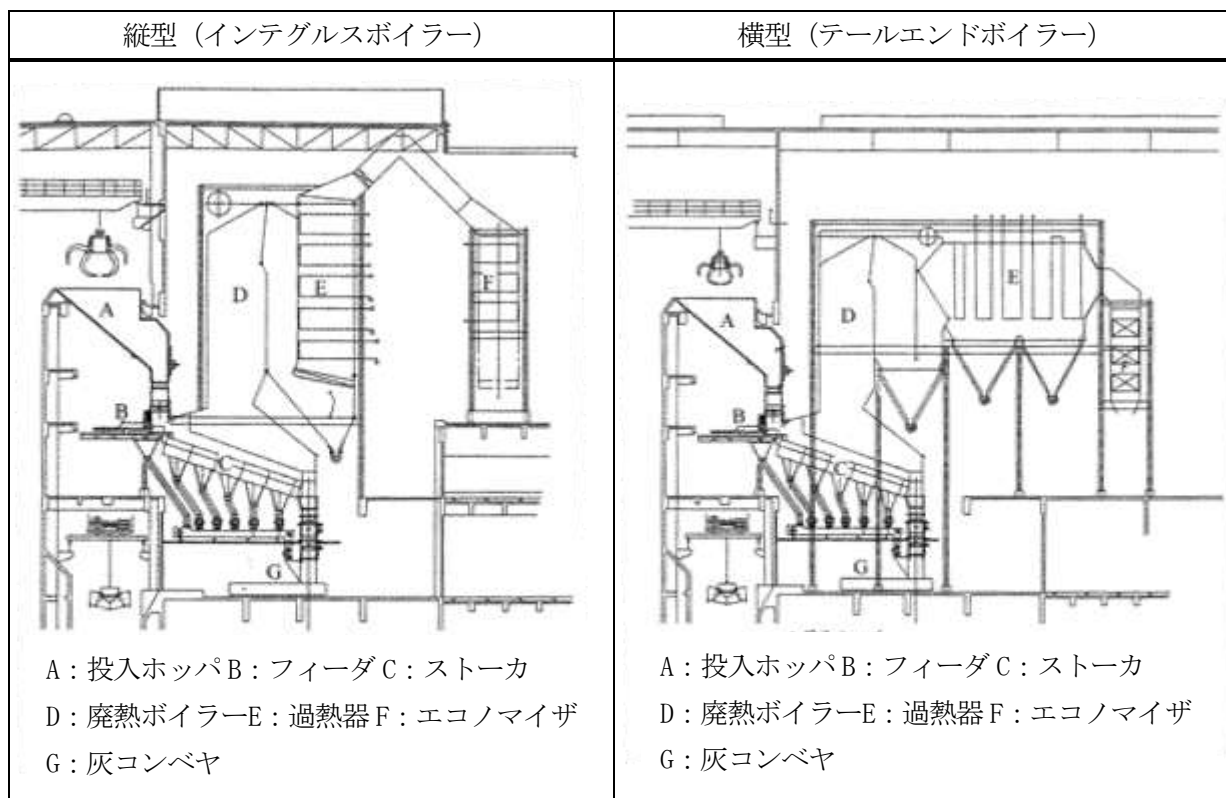 縦型（インテグルスボイラー）
横型（テールエンドボイラー）
A
B
C
D
E
F
G
A：投入ホッパB：フィーダC：ストーカ
D：廃熱ボイラーE：過熱器F：エコノマイザ
G：灰コンベヤ
A
B
C
D
E
G
A：投入ホッパB：フィーダC：ストーカ
D：廃熱ボイラーE：過熱器F：エコノマイザ
G：灰コンベヤ